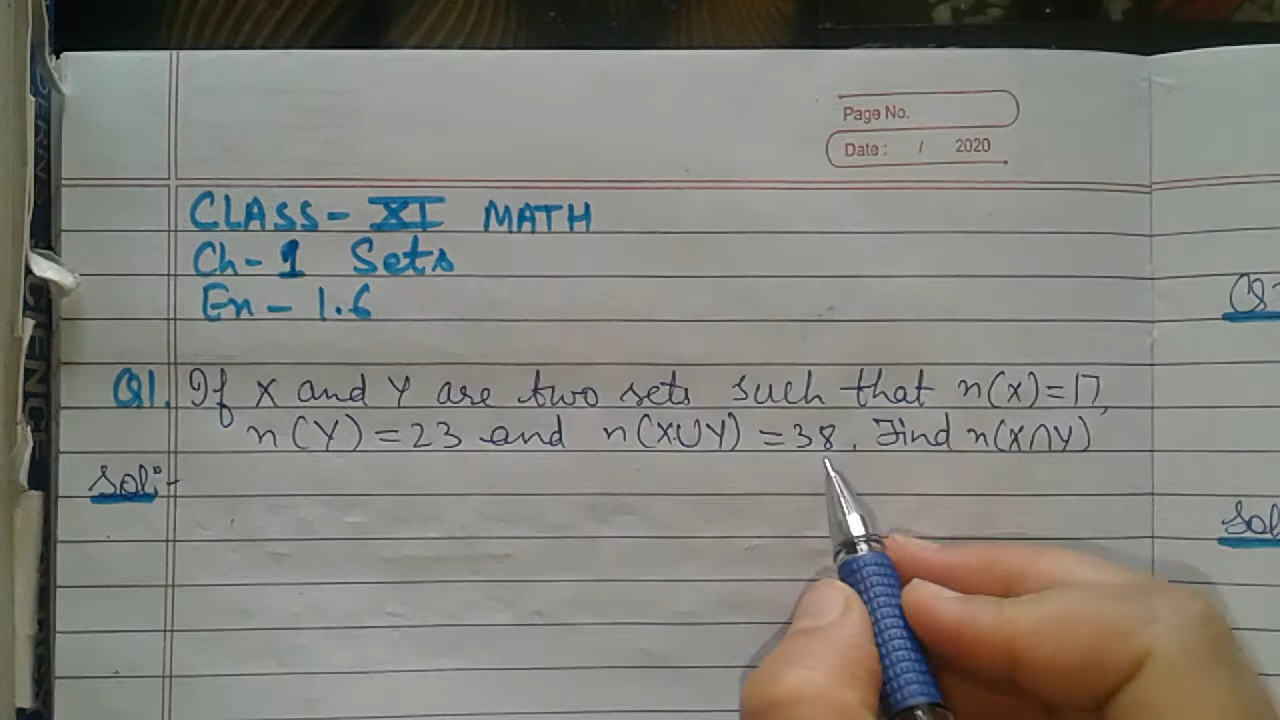 Page No.
Date : / 2020
CLASS - XI MATH
Ch - 1 Sets
Ex - 1.6
Q1. If X and Y are two sets such that n(X) = 17,
n(Y) = 23 and n(X∪Y) = 38. Find n(X∩Y)
Sol:-